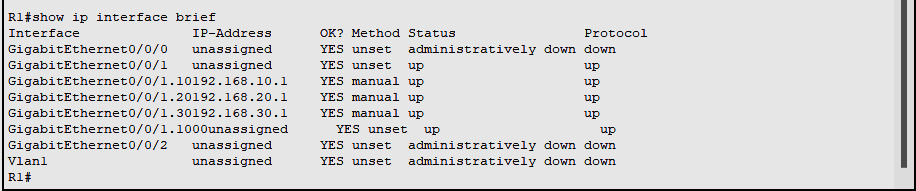 R1#show ip interface brief
Interface              IP-Address      OK? Method Status                Protocol
GigabitEthernet0/0/0   unassigned      YES unset  administratively down down
GigabitEthernet0/0/1   unassigned      YES unset  up                    up
GigabitEthernet0/0/1.10192.168.10.1    YES manual up                    up
GigabitEthernet0/0/1.20192.168.20.1    YES manual up                    up
GigabitEthernet0/0/1.30192.168.30.1    YES manual up                    up
GigabitEthernet0/0/1.1000unassigned      YES unset  up                    up
GigabitEthernet0/0/2   unassigned      YES unset  administratively down down
Vlan1                  unassigned      YES unset  administratively down down
R1#